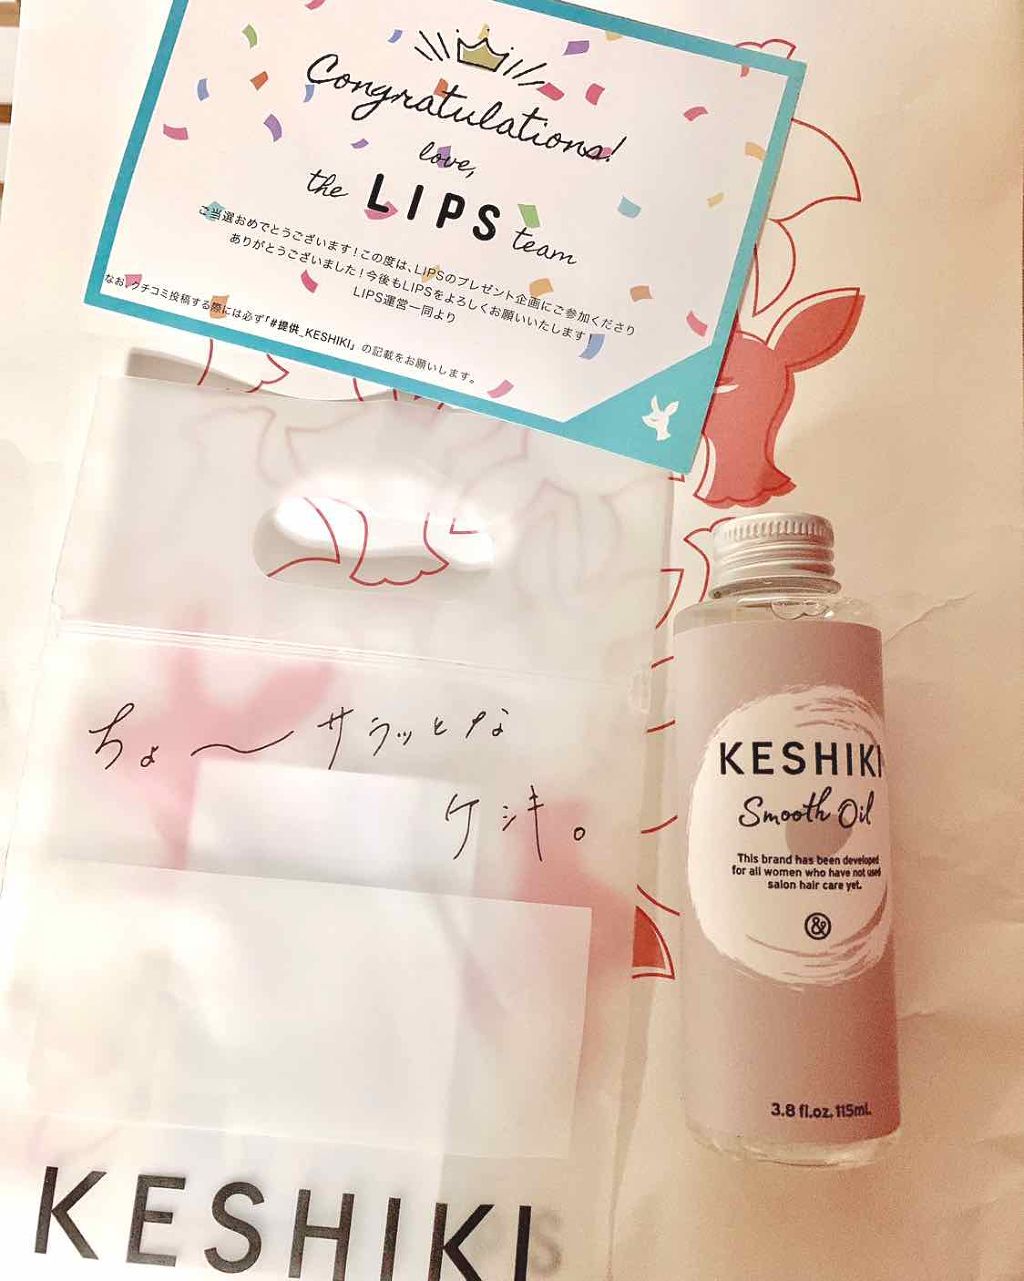 Congratulations!
love,
the LIPS team
ご当選おめでとうございます!この度は、LIPSのプレゼント企画にご参加くださり
ありがとうございました!今後もLIPSをよろしくお願いいたします!
LIPS運営一同より
なお、クチコミ投稿する際には必ず「#提供_KESHIKI」の記載をお願いします。
ちょ〜サラッとな
ケシキ。
KESHIKI
KESHIKI
Smooth Oil
This brand has been developed
for all women who have not used
salon hair care yet.
&
3.8 fl.oz. 115mL